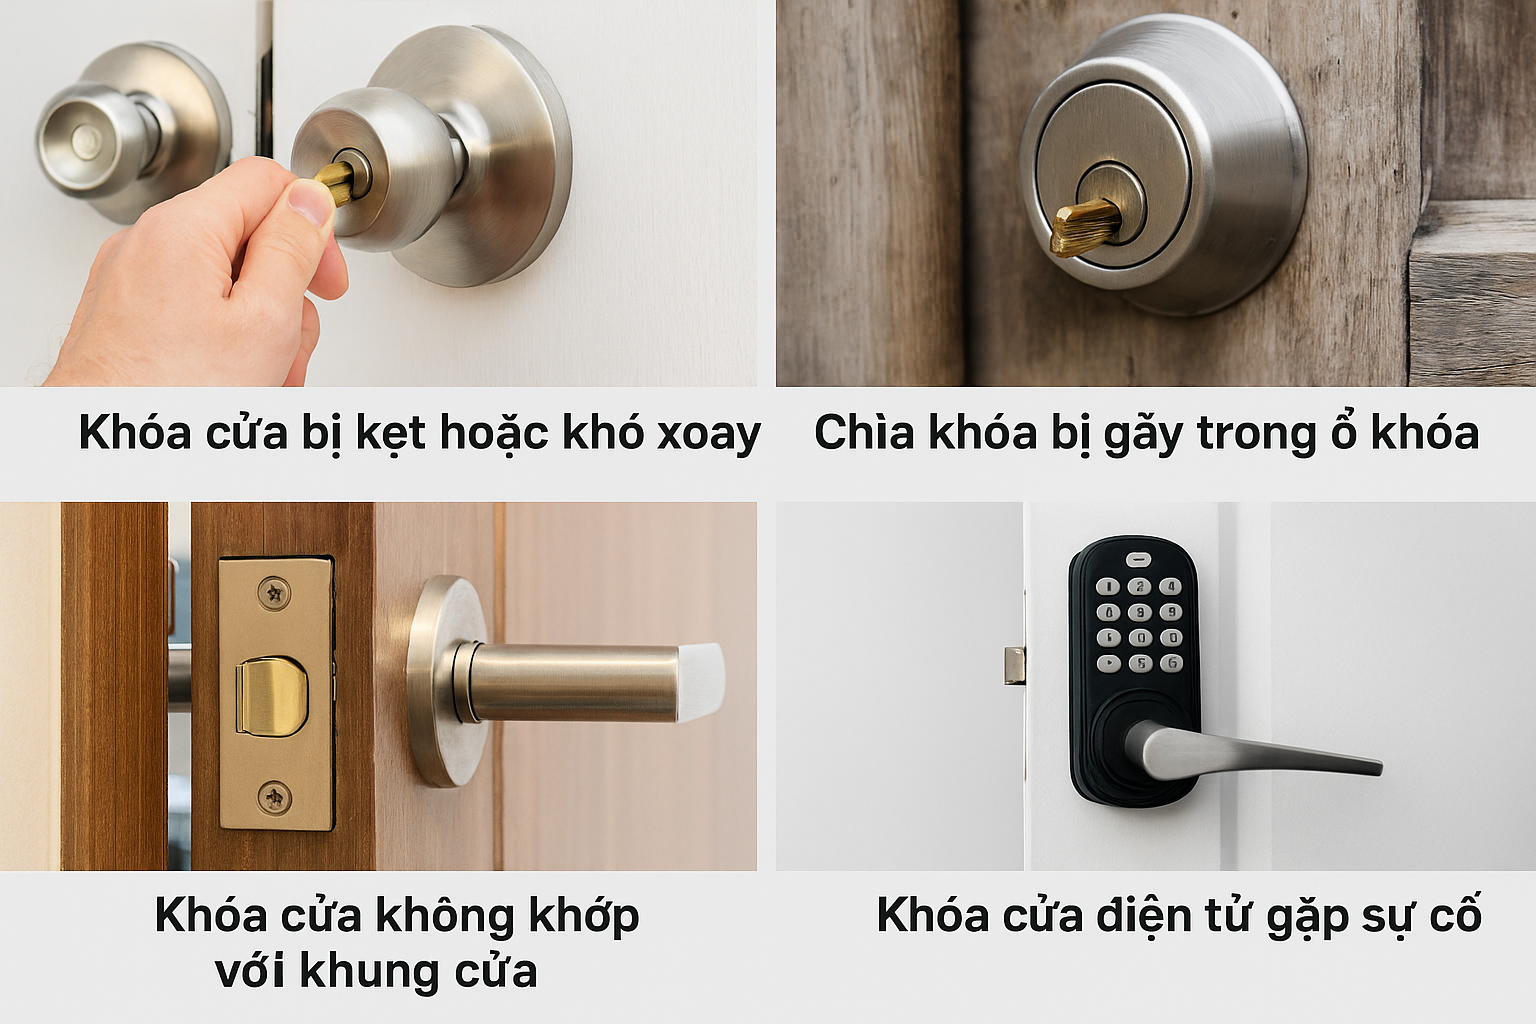 Khóa cửa bị kẹt hoặc khó xoay
Chìa khóa bị gãy trong ổ khóa
Khóa cửa không khớp
với khung cửa
Khóa cửa điện tử gặp sự cố